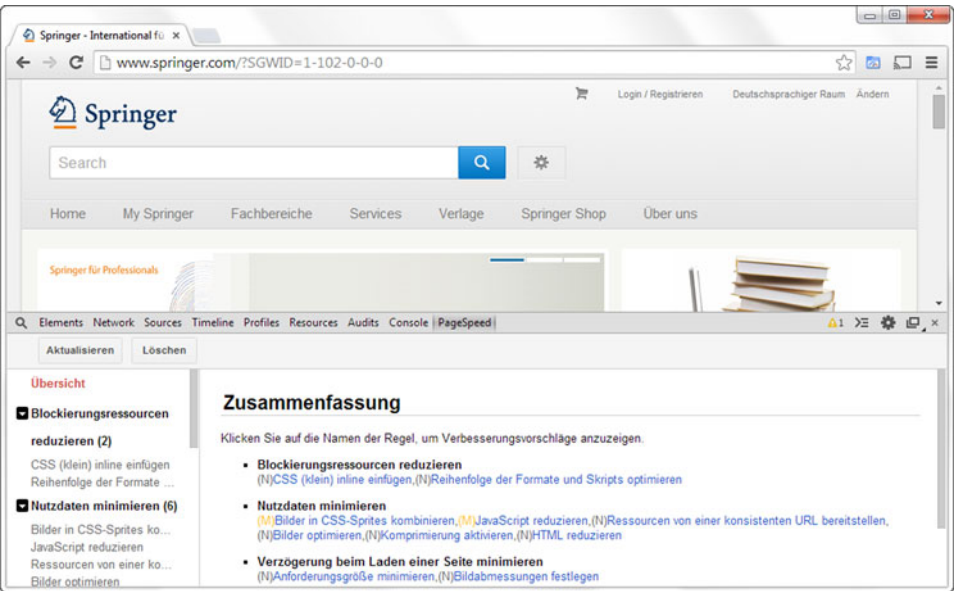 Springer - International fü
www.springer.com/?SGWID=1-102-0-0-0
Login / Registrieren Deutschsprachiger Raum Ändern
Springer
Search
Home My Springer Fachbereiche Services Verlage Springer Shop Über uns
Springer für Professionals
Elements Network Sources Timeline Profiles Resources Audits Console PageSpeed
1
Aktualisieren Löschen
Übersicht
Blockierungsressourcen
reduzieren (2)
CSS (klein) inline einfügen
Reihenfolge der Formate ...
Nutzdaten minimieren (6)
Bilder in CSS-Sprites ko...
JavaScript reduzieren
Ressourcen von einer ko...
Bilder optimieren
Zusammenfassung
Klicken Sie auf die Namen der Regel, um Verbesserungsvorschläge anzuzeigen.
• Blockierungsressourcen reduzieren
(N)CSS (klein) inline einfügen,(N)Reihenfolge der Formate und Skripts optimieren
• Nutzdaten minimieren
(M)Bilder in CSS-Sprites kombinieren,(M)JavaScript reduzieren,(N)Ressourcen von einer konsistenten URL bereitstellen,
(N)Bilder optimieren,(N)Komprimierung aktivieren,(N)HTML reduzieren
• Verzögerung beim Laden einer Seite minimieren
(N)Anforderungsgröße minimieren,(N)Bildabmessungen festlegen